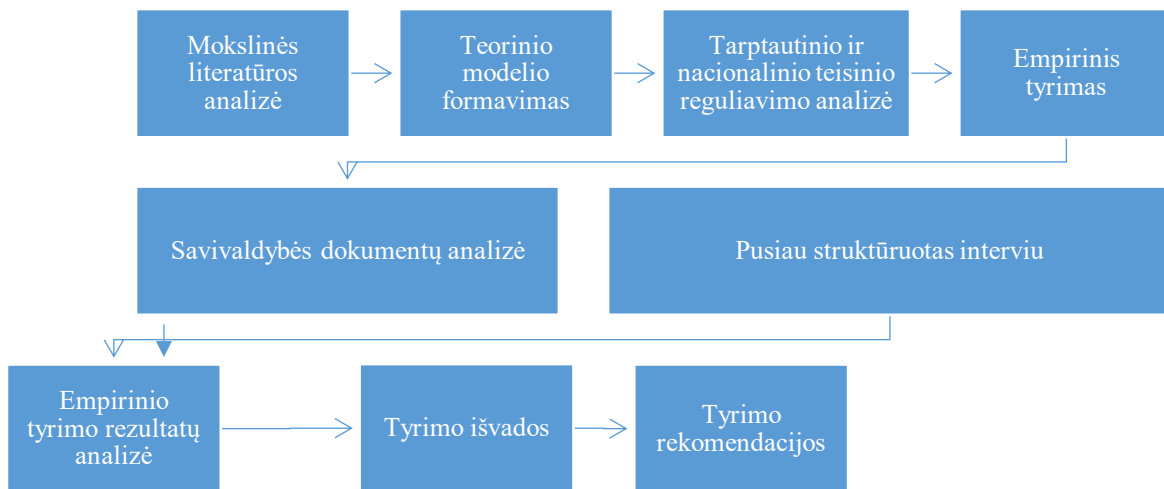 Mokslinės
literatūros
analizė
Teorinio
modelio
formavimas
Tarptautinio ir
nacionalinio teisinio
reguliavimo analizė
Empirinis
tyrimas
Savivaldybės dokumentų analizė
Pusiau struktūruotas interviu
Empirinio
tyrimo rezultatų
analizė
Tyrimo išvados
Tyrimo
rekomendacijos